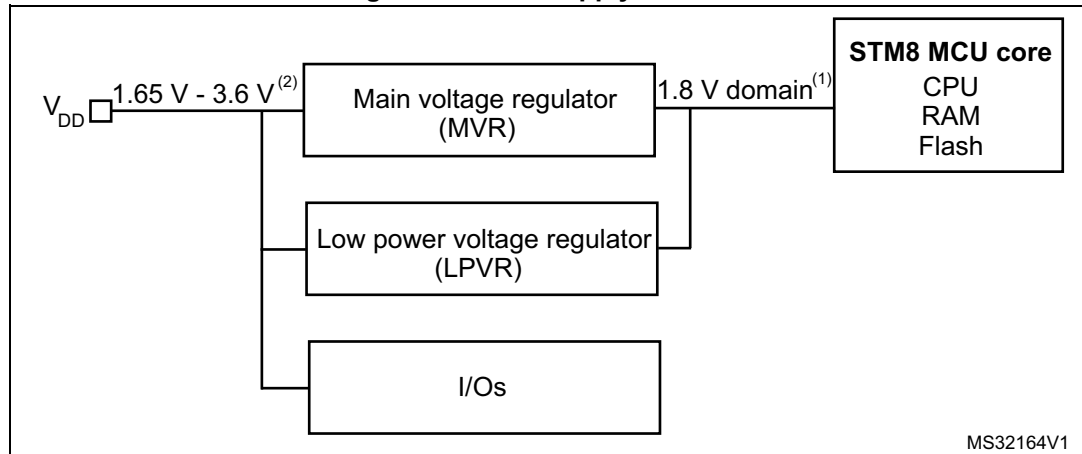 V_DD
1.65 V - 3.6 V (2)
Main voltage regulator
(MVR)
1.8 V domain(1)
STM8 MCU core
CPU
RAM
Flash
Low power voltage regulator
(LPVR)
I/Os
MS32164V1